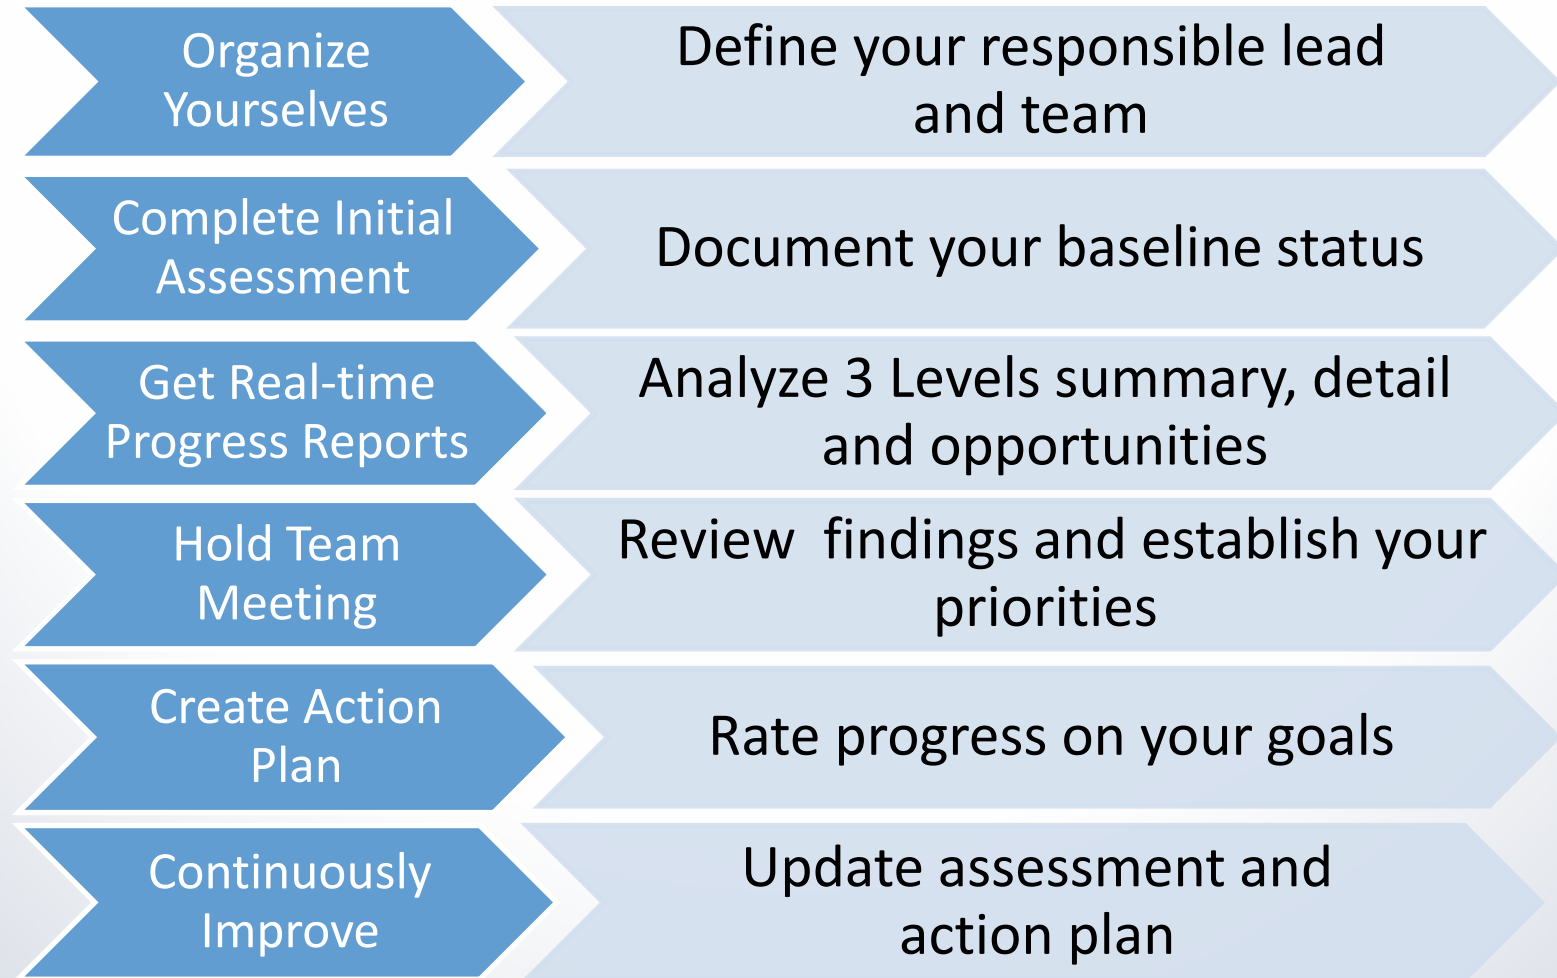 Organize
Yourselves
Define your responsible lead
and team
Complete Initial
Assessment
Document your baseline status
Get Real-time
Progress Reports
Analyze 3 Levels summary, detail
and opportunities
Hold Team
Meeting
Review  findings and establish your
priorities
Create Action
Plan
Rate progress on your goals
Continuously
Improve
Update assessment and
action plan